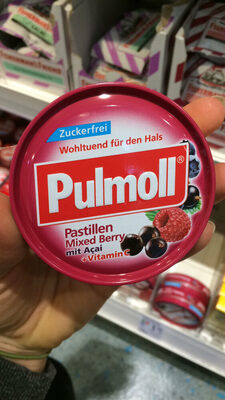 Zuckerfrei
Wohltuend für den Hals
Pulmoll®
Pastillen
Mixed Berry
mit Açai
+Vitamin C